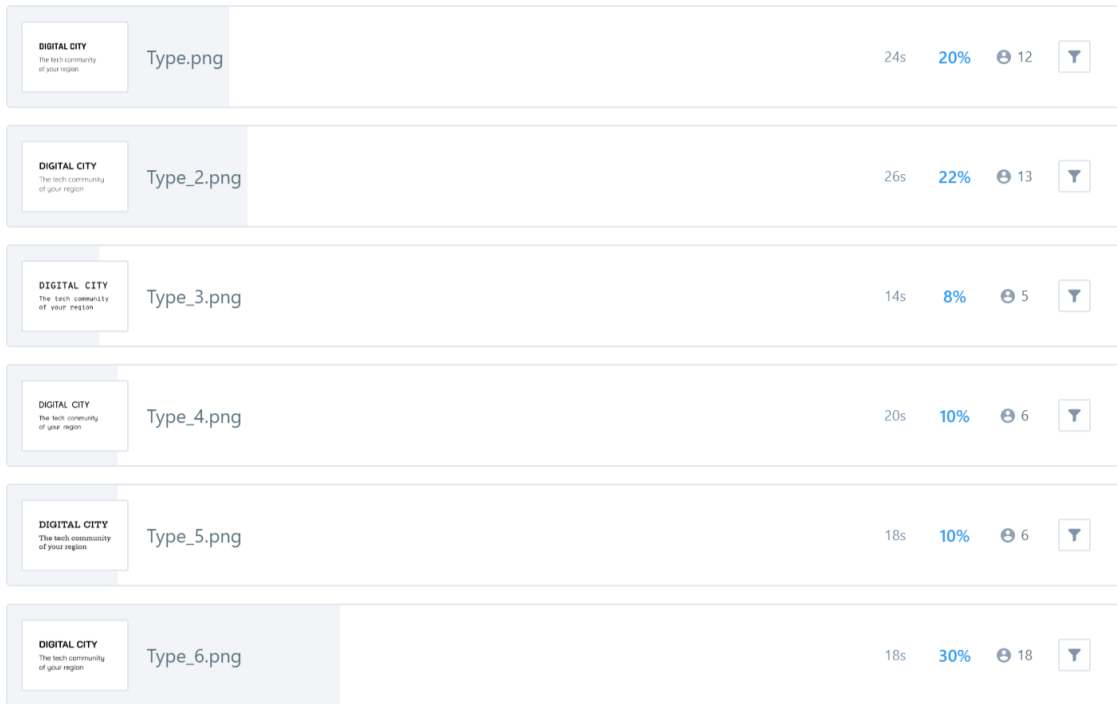 DIGITAL CITY
The tech community
of your region
Type.png
24s 20% 12
DIGITAL CITY
The tech community
of your region
Type_2.png
26s 22% 13
DIGITAL CITY
The tech community
of your region
Type_3.png
14s 8% 5
DIGITAL CITY
The tech community
of your region
Type_4.png
20s 10% 6
DIGITAL CITY
The tech community
of your region
Type_5.png
18s 10% 6
DIGITAL CITY
The tech community
of your region
Type_6.png
18s 30% 18